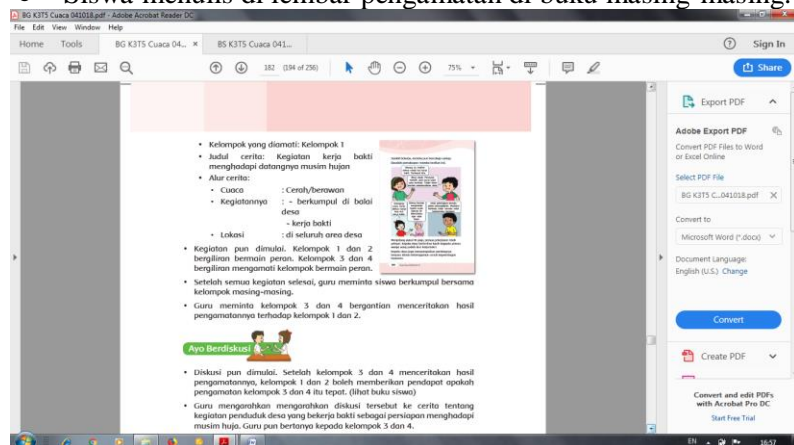 • Siswa menulis di lembar pengamatan di buku masing-masing.
BG K3T5 Cuaca 041018.pdf - Adobe Acrobat Reader DC
File Edit View Window Help
Home Tools BG K3T5 Cuaca 04... × BS K3T5 Cuaca 041... Sign In
182 (194 of 256) 75% Share
• Kelompok yang diamati: Kelompok 1
• Judul cerita: Kegiatan kerja bakti
menghadapi datangnya musim hujan
• Alur cerita:
• Cuaca : Cerah/berawan
• Kegiatannya : - berkumpul di balai
desa
- kerja bakti
• Lokasi : di seluruh area desa
• Kegiatan pun dimulai. Kelompok 1 dan 2
bergiliran bermain peran. Kelompok 3 dan 4
bergiliran mengamati kelompok bermain peran.
• Setelah semua kegiatan selesai, guru meminta siswa berkumpul bersama
kelompok masing-masing.
• Guru meminta kelompok 3 dan 4 bergantian menceritakan hasil
pengamatannya terhadap kelompok 1 dan 2.
Ayo Berdiskusi
• Diskusi pun dimulai. Setelah kelompok 3 dan 4 menceritakan hasil
pengamatannya, kelompok 1 dan 2 boleh memberikan pendapat apakah
pengamatan kelompok 3 dan 4 itu tepat. (lihat buku siswa)
• Guru mengarahkan mengarahkan diskusi tersebut ke cerita tentang
kegiatan penduduk desa yang bekerja bakti sebagai persiapan menghadapi
musim huja. Guru pun bertanya kepada kelompok 3 dan 4.
Export PDF
Adobe Export PDF
Convert PDF Files to Word
or Excel Online
Select PDF File
BG K3T5 C...041018.pdf ×
Convert to
Microsoft Word (*.docx)
Document Language:
English (U.S.) Change
Convert
Create PDF
Convert and edit PDFs
with Acrobat Pro DC
Start Free Trial
EN 16:57